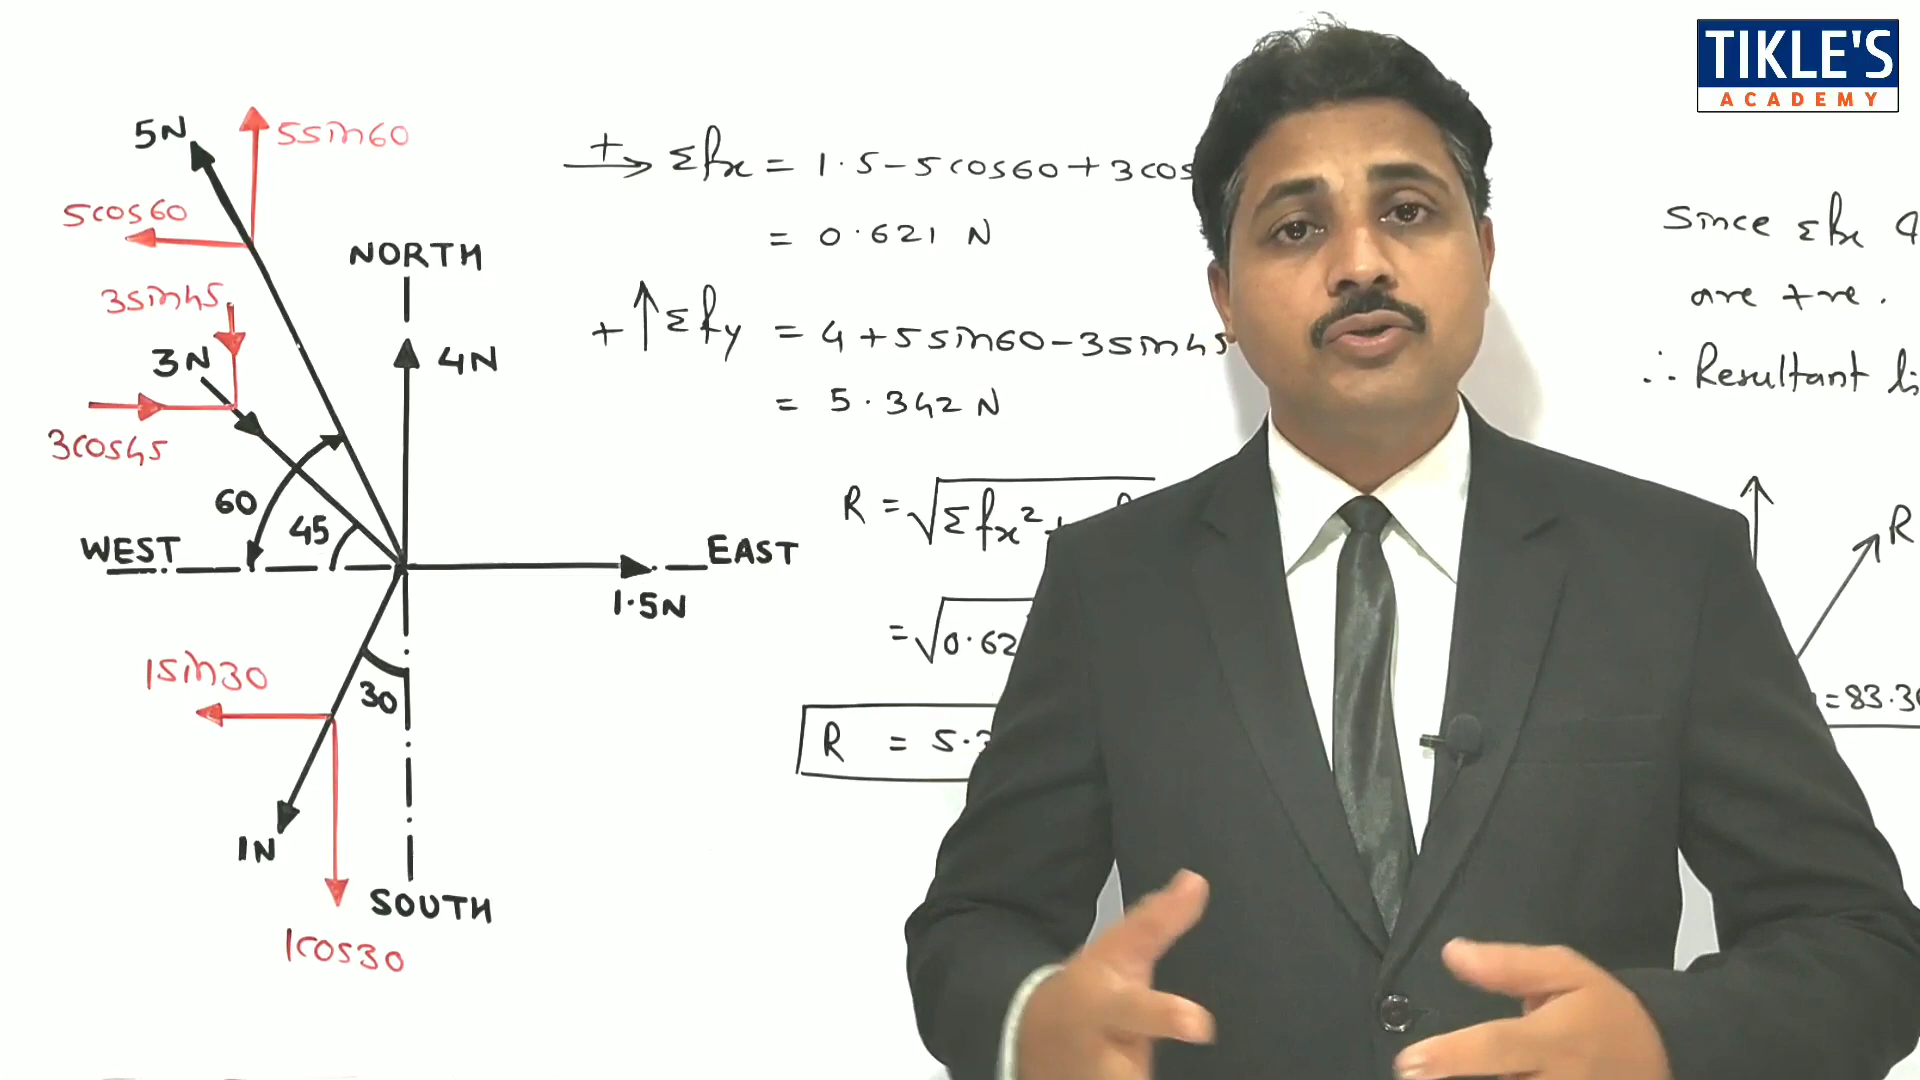 TIKLE'S
ACADEMY
5N
5sin60
5cos60
NORTH
3sin45
3N
4N
3cos45
60
45
WEST
EAST
1.5N
1sin30
30
1N
SOUTH
1cos30
+ Σfx = 1.5-5cos60+3cos
= 0.621 N
+ Σfy = 4+5sin60-3sin45
= 5.342 N
R = √Σfx²+
= √0.62
R = 5.3
Since Σfx
are +ve.
∴ Resultant li
R
=83.3